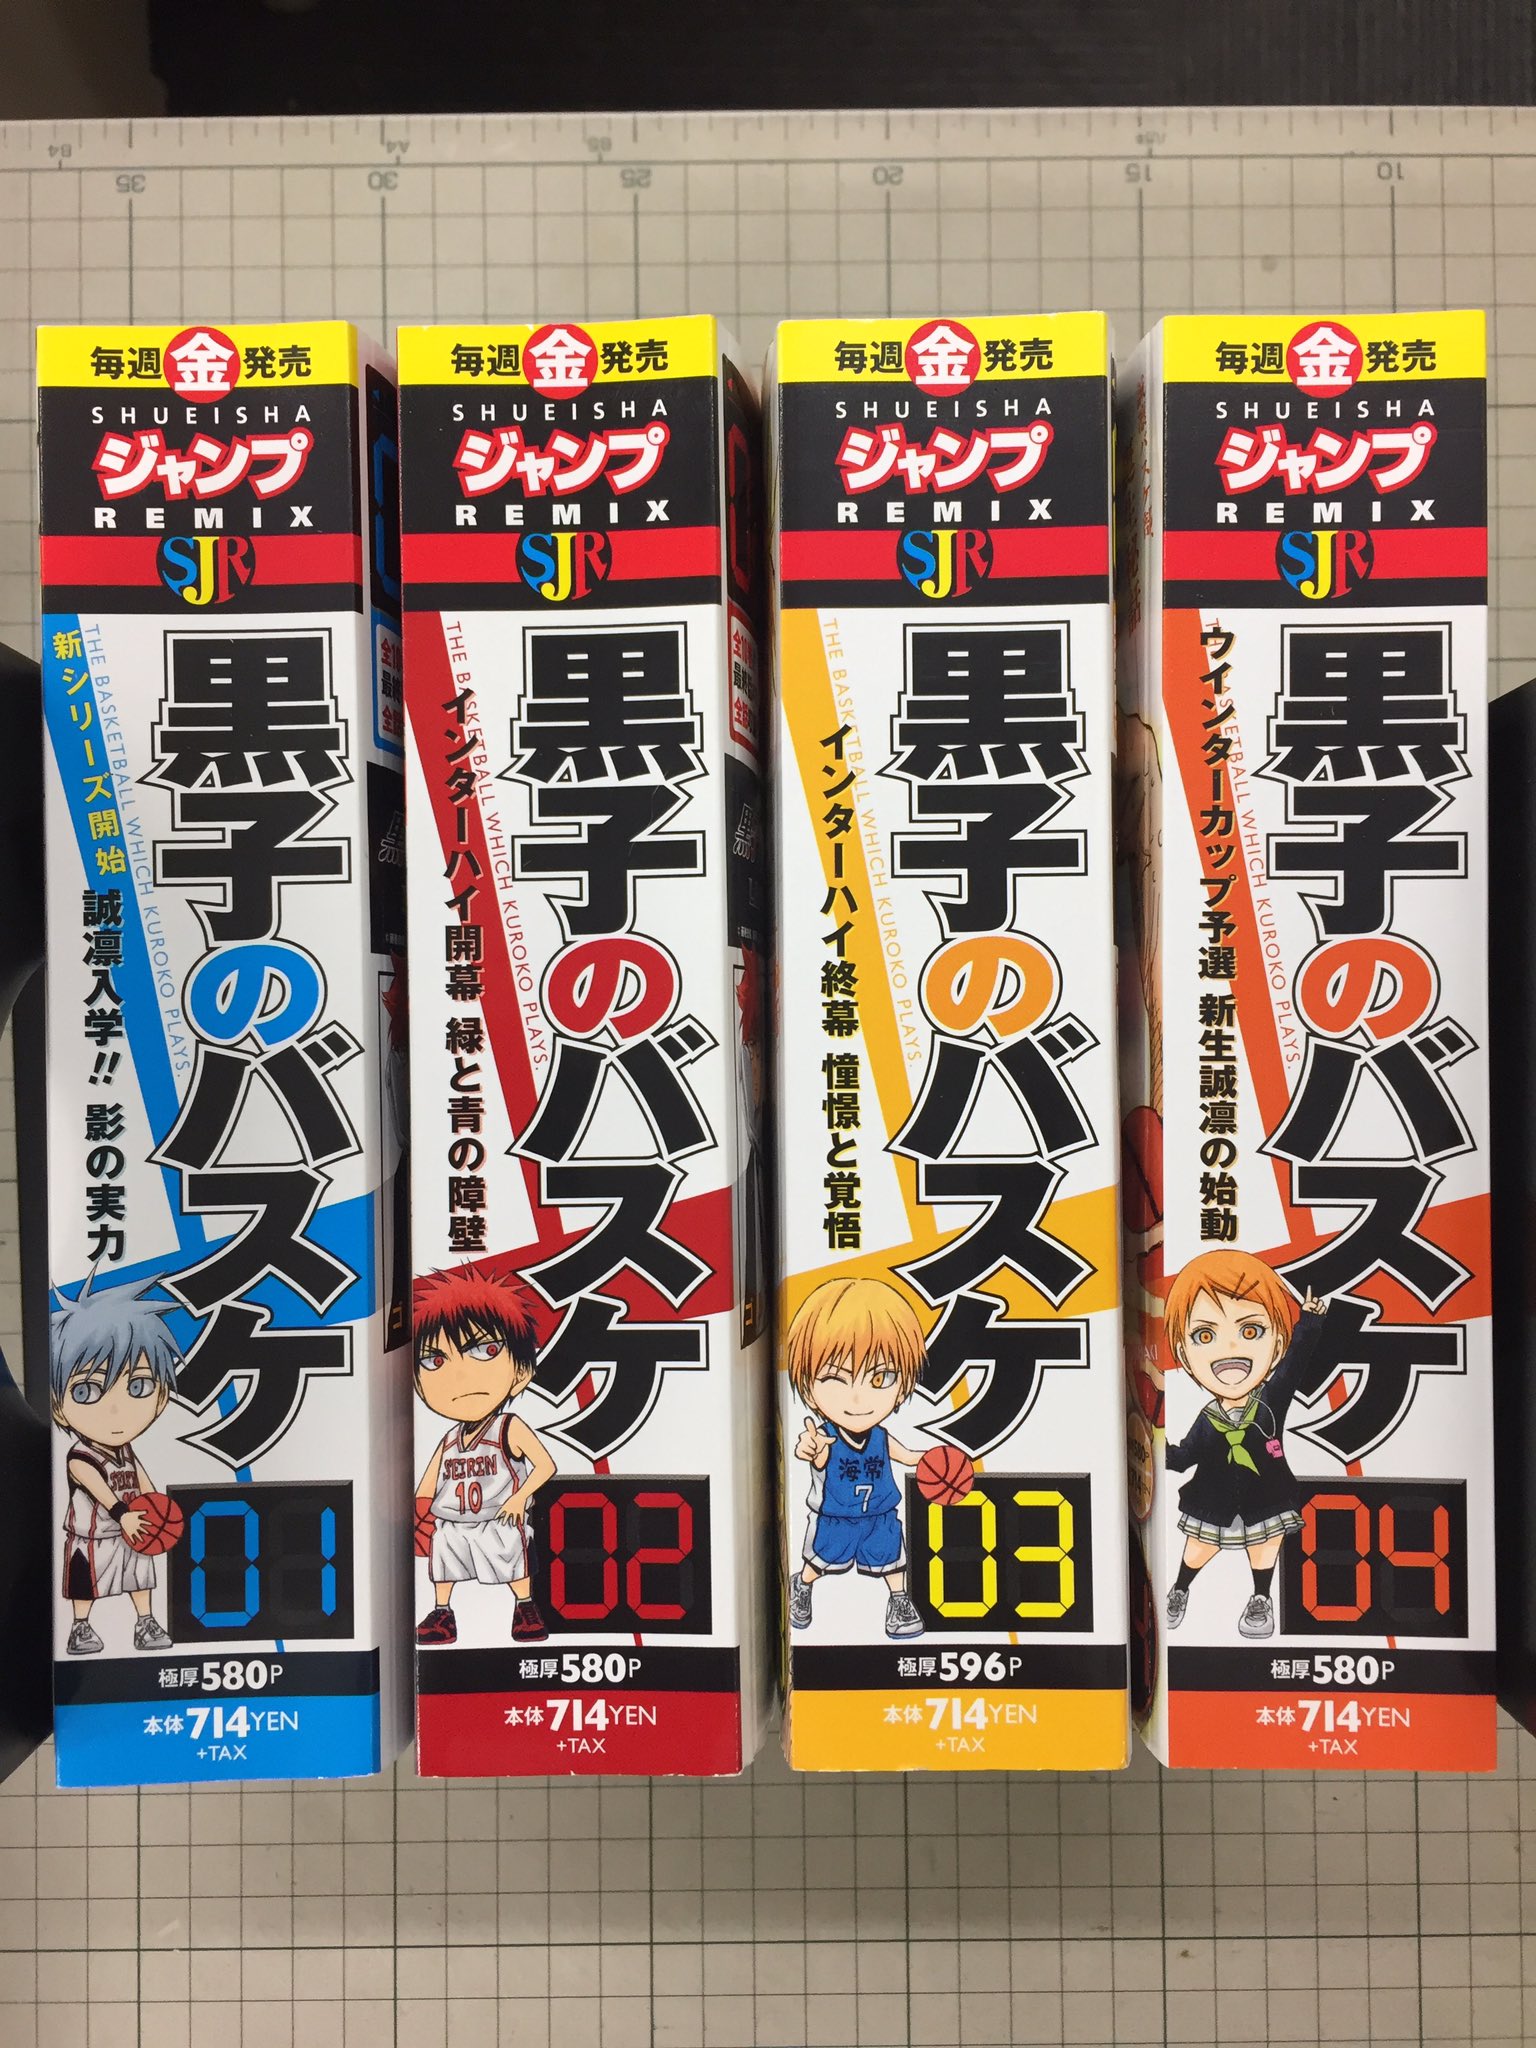 B4
A4
B5
35
30
25
20
15
10
毎週金発売
SHUEISHA
ジャンプ
REMIX
SJR
新シリーズ開始
誠凛入学!! 影の実力
THE BASKETBALL WHICH KUROKO PLAYS.
黒子のバスケ
SEIRIN
11
01
極厚580P
本体714YEN
+TAX
毎週金発売
SHUEISHA
ジャンプ
REMIX
SJR
インターハイ開幕 緑と青の障壁
THE BASKETBALL WHICH KUROKO PLAYS.
黒子のバスケ
SEIRIN
10
02
極厚580P
本体714YEN
+TAX
毎週金発売
SHUEISHA
ジャンプ
REMIX
SJR
インターハイ終幕 憧憬と覚悟
THE BASKETBALL WHICH KUROKO PLAYS.
黒子のバスケ
海常
7
03
極厚596P
本体714YEN
+TAX
毎週金発売
SHUEISHA
ジャンプ
REMIX
SJR
ウインターカップ予選 新生誠凛の始動
THE BASKETBALL WHICH KUROKO PLAYS.
黒子のバスケ
04
極厚580P
本体714YEN
+TAX